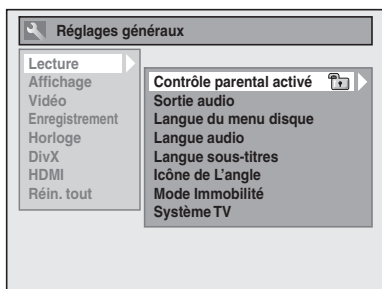 Réglages généraux
Lecture
Affichage
Vidéo
Enregistrement
Horloge
DivX
HDMI
Réin. tout
Contrôle parental activé
Sortie audio
Langue du menu disque
Langue audio
Langue sous-titres
Icône de L'angle
Mode Immobilité
Système TV